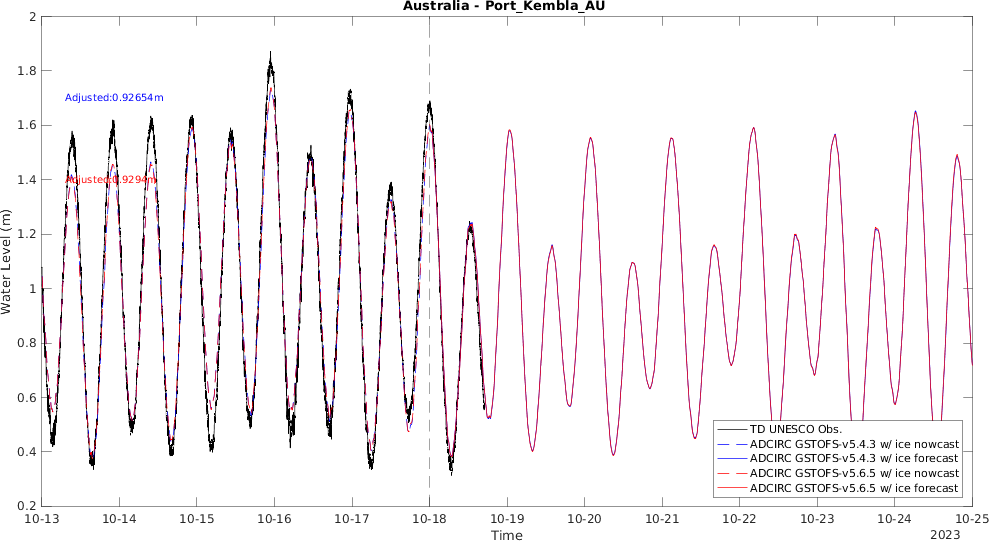 Australia - Port_Kembla_AU
2
1.8
1.6
1.4
1.2
1
0.8
0.6
0.4
0.2
Water Level (m)
Adjusted:0.92654m
Adjusted:0.9294m
TD UNESCO Obs.
ADCIRC GSTOFS-v5.4.3 w/ ice nowcast
ADCIRC GSTOFS-v5.4.3 w/ ice forecast
ADCIRC GSTOFS-v5.6.5 w/ ice nowcast
ADCIRC GSTOFS-v5.6.5 w/ ice forecast
10-13 10-14 10-15 10-16 10-17 10-18 10-19 10-20 10-21 10-22 10-23 10-24 10-25
Time
2023